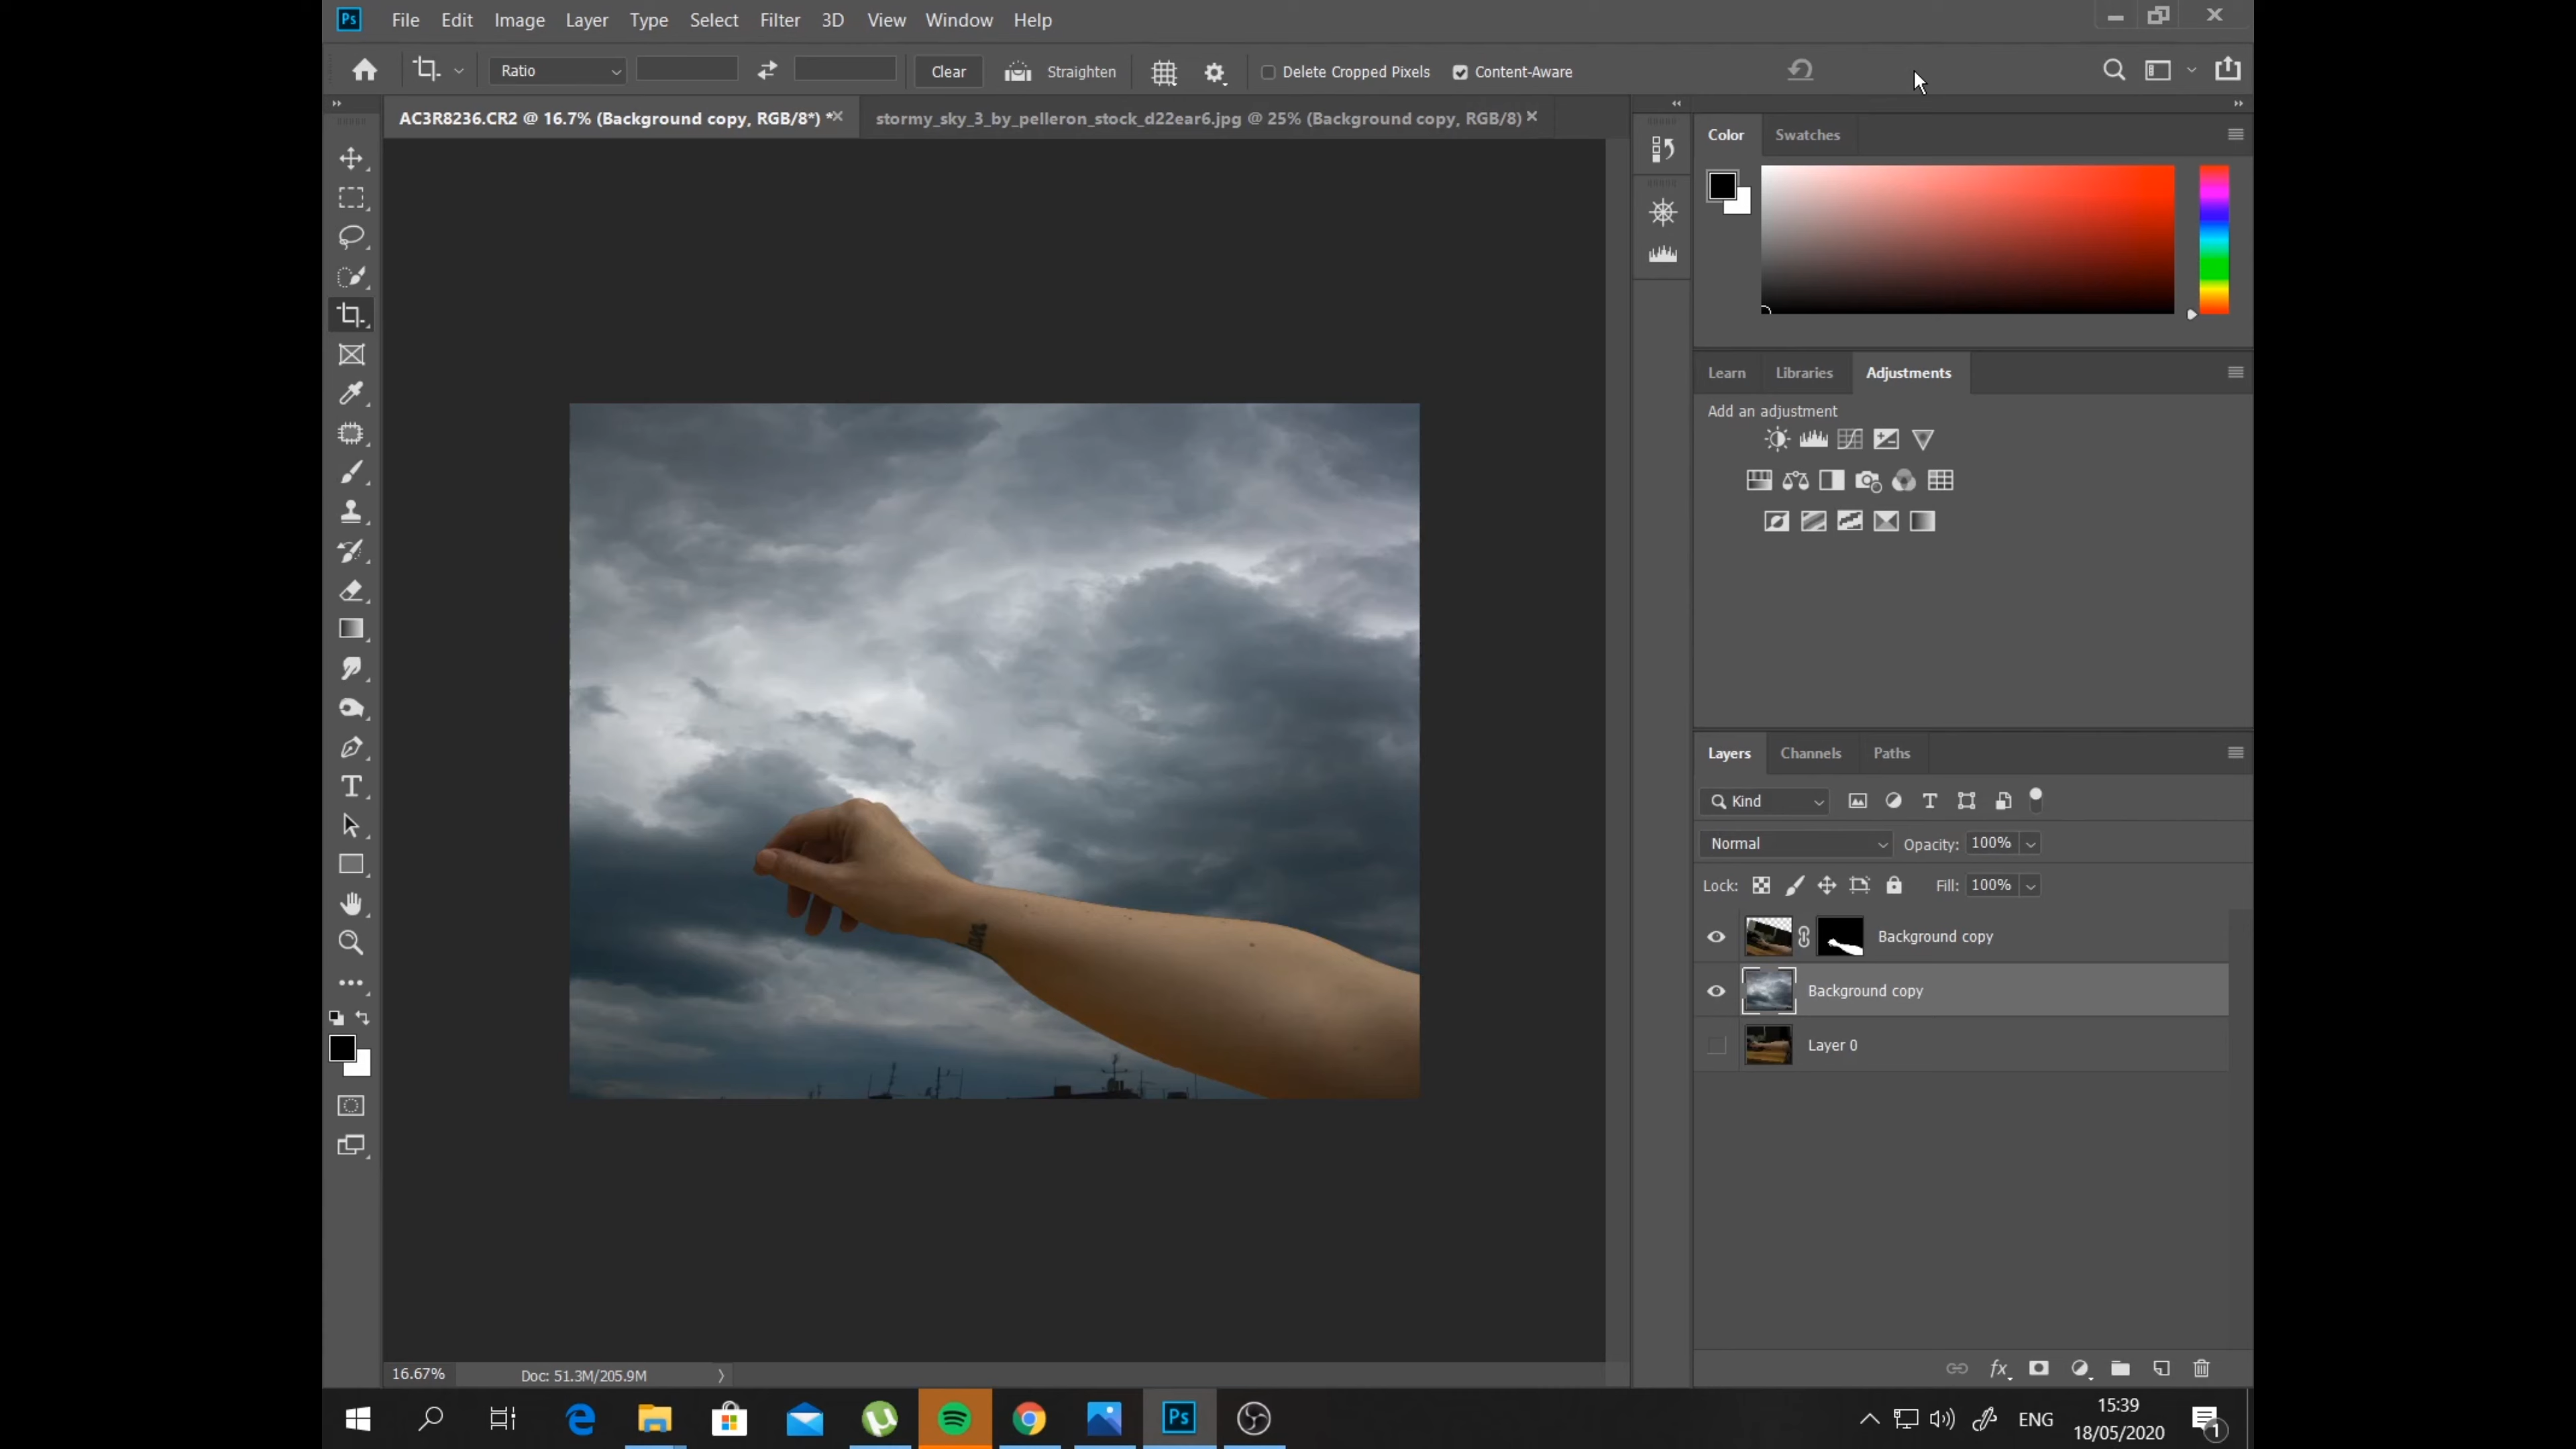 Ps File Edit Image Layer Type Select Filter 3D View Window Help
Ratio Clear Straighten Delete Cropped Pixels Content-Aware
AC3R8236.CR2 @ 16.7% (Background copy, RGB/8*) *
stormy_sky_3_by_pelleron_stock_d22ear6.jpg @ 25% (Background copy, RGB/8)
Color Swatches
Learn Libraries Adjustments
Add an adjustment
Layers Channels Paths
Kind
Normal Opacity: 100%
Lock: Fill: 100%
Background copy
Background copy
Layer 0
16.67% Doc: 51.3M/205.9M
Ps ENG 15:39
18/05/2020 1